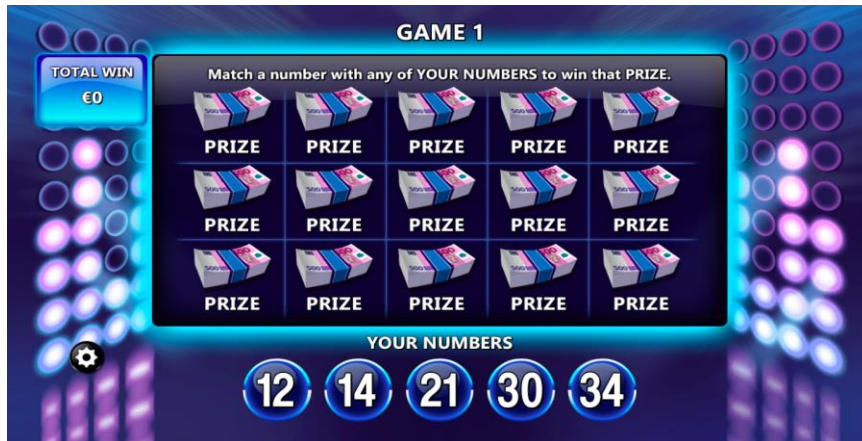 GAME 1
TOTAL WIN
€0
Match a number with any of YOUR NUMBERS to win that PRIZE.
PRIZE PRIZE PRIZE PRIZE PRIZE
PRIZE PRIZE PRIZE PRIZE PRIZE
PRIZE PRIZE PRIZE PRIZE PRIZE
YOUR NUMBERS
12 14 21 30 34